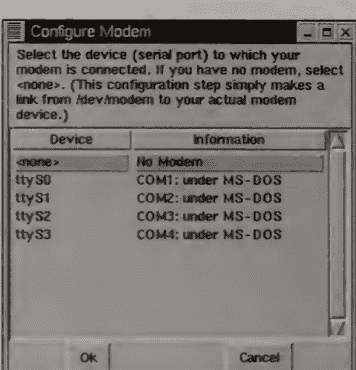 Configure Modem
Select the device (serial port) to which your
modem is connected. If you have no modem, select
<none>. (This configuration step simply makes a
link from /dev/modem to your actual modem
device.)
Device Information
<none> No Modem
ttyS0 COM1: under MS-DOS
ttyS1 COM2: under MS-DOS
ttyS2 COM3: under MS-DOS
ttyS3 COM4: under MS-DOS
Ok Cancel